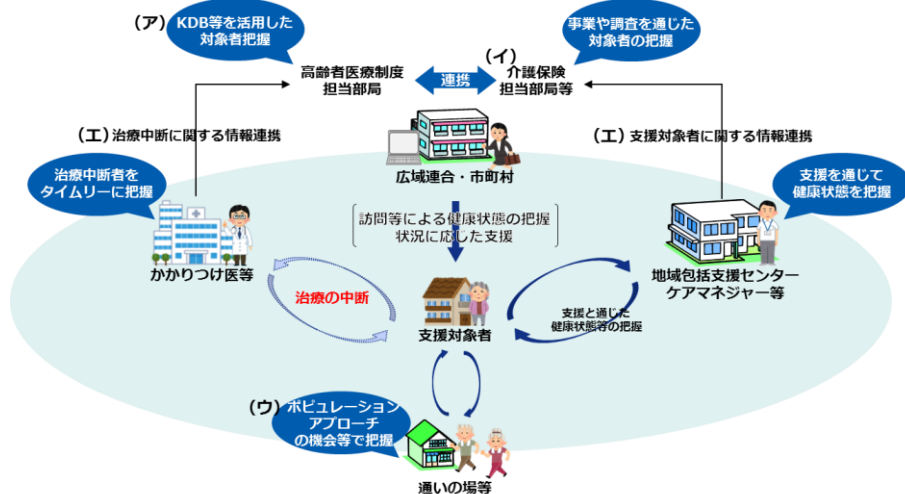 (ア)
KDB等を活用した
対象者把握
事業や調査を通じた
対象者の把握
高齢者医療制度
担当部局
連携
(イ)
介護保険
担当部局等
(エ)治療中断に関する情報連携
(エ)支援対象者に関する情報連携
治療中断者を
タイムリーに把握
広域連合・市町村
支援を通じて
健康状態を把握
訪問等による健康状態の把握
状況に応じた支援
かかりつけ医等
地域包括支援センター
ケアマネジャー等
治療の中断
支援対象者
支援と通じた
健康状態等の把握
(ウ)
ポピュレーション
アプローチ
の機会等で把握
通いの場等